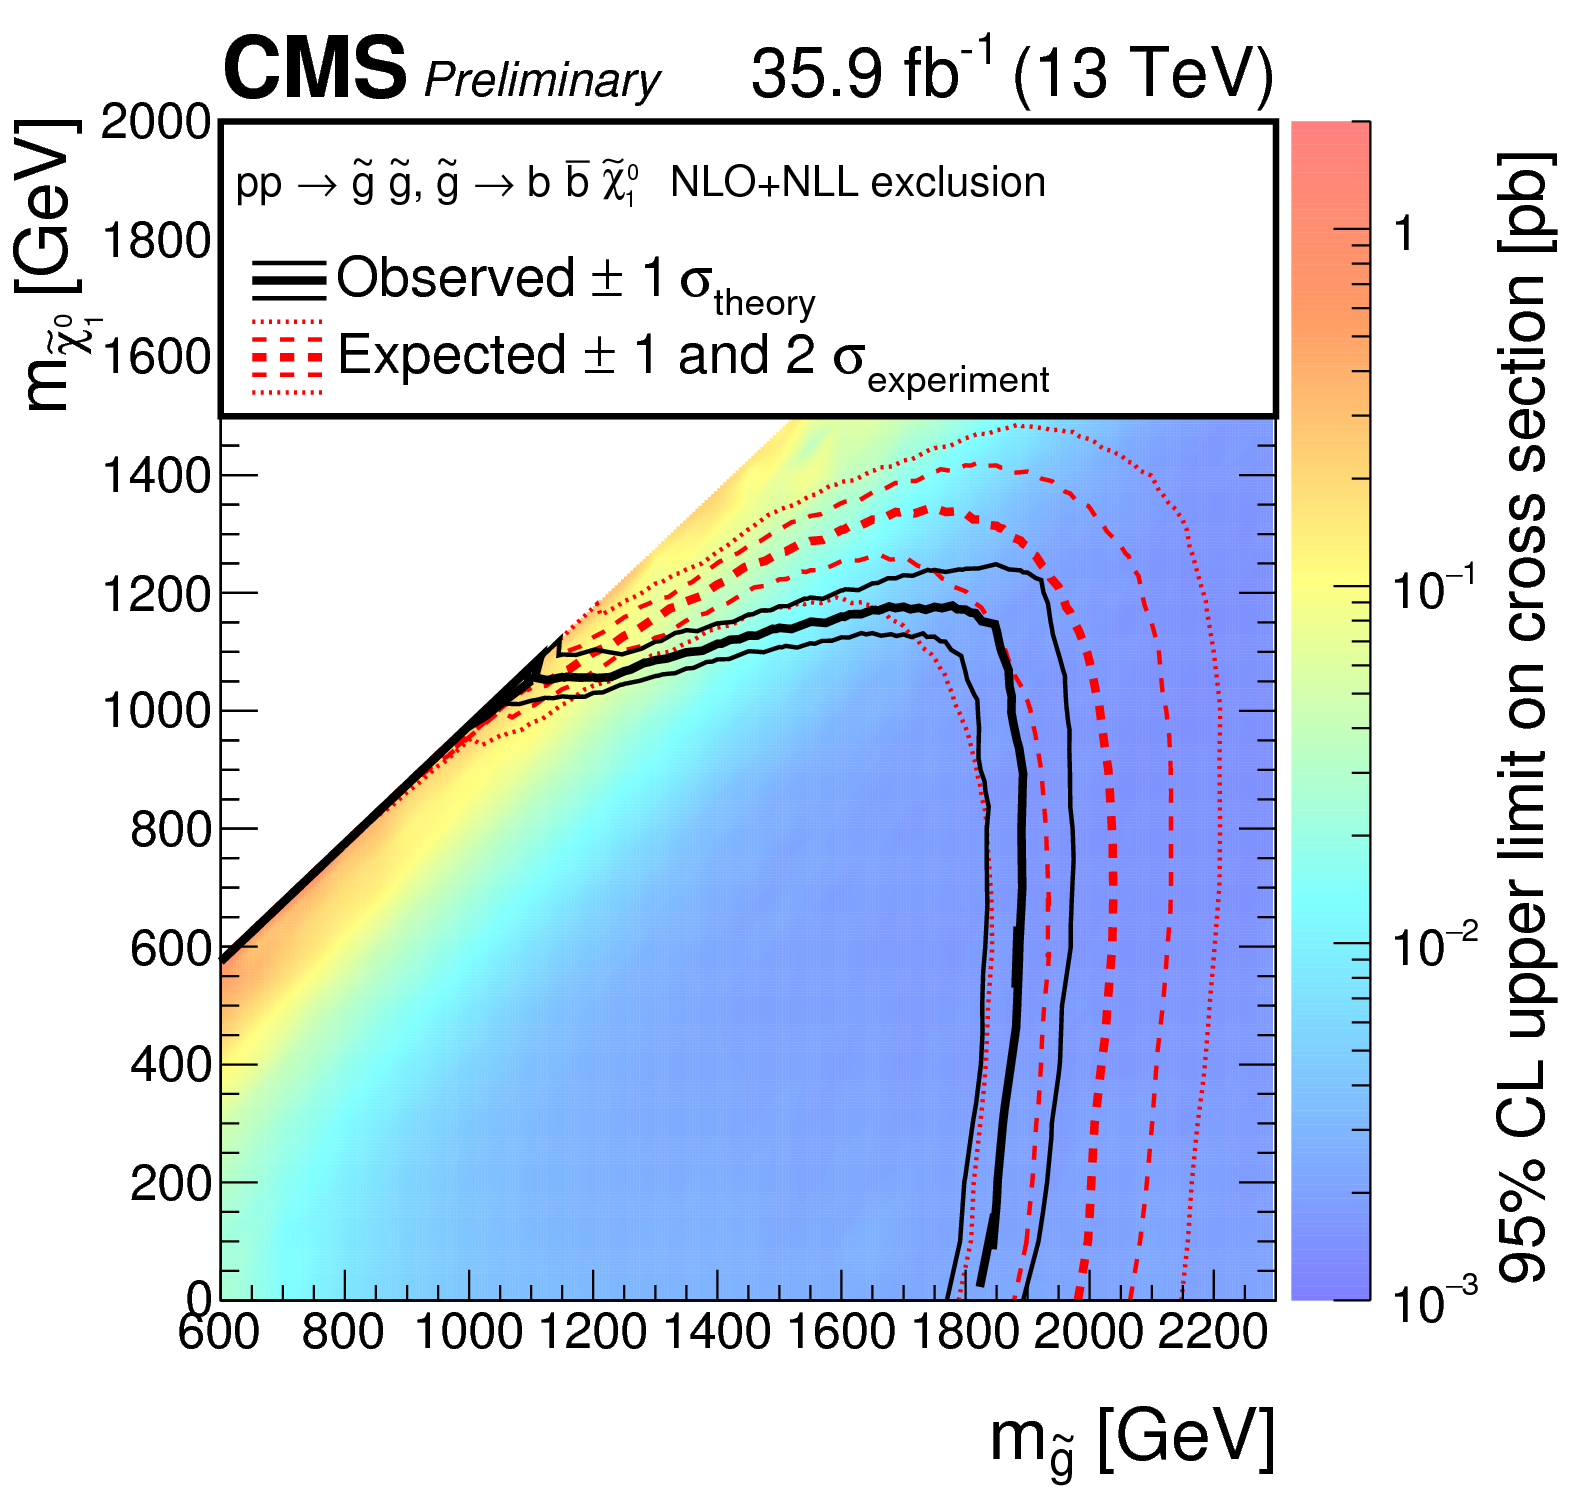 CMS Preliminary 35.9 fb⁻¹ (13 TeV)
pp → g̃ g̃, g̃ → b b̅ χ̃⁰₁ NLO+NLL exclusion
Observed ± 1 σtheory
Expected ± 1 and 2 σexperiment
m χ̃⁰₁ [GeV]
2000
1800
1600
1400
1200
1000
800
600
400
200
0
600 800 1000 1200 1400 1600 1800 2000 2200
m g̃ [GeV]
1
10⁻¹
10⁻²
10⁻³
95% CL upper limit on cross section [pb]